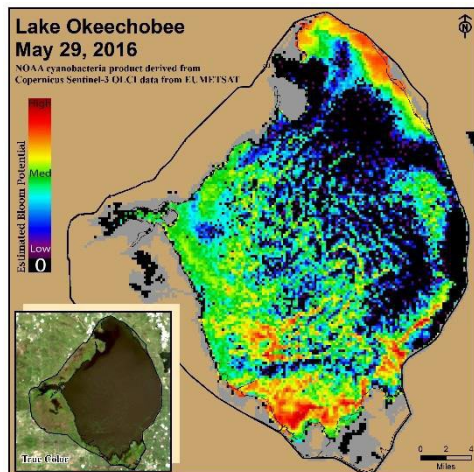 Lake Okeechobee
May 29, 2016
NOAA cyanobacteria product derived from
Copernicus Sentinel-3 OLCI data from EUMETSAT
N
High
Med
Low
0
Estimated Bloom Potential
True Color
0 2 4
Miles